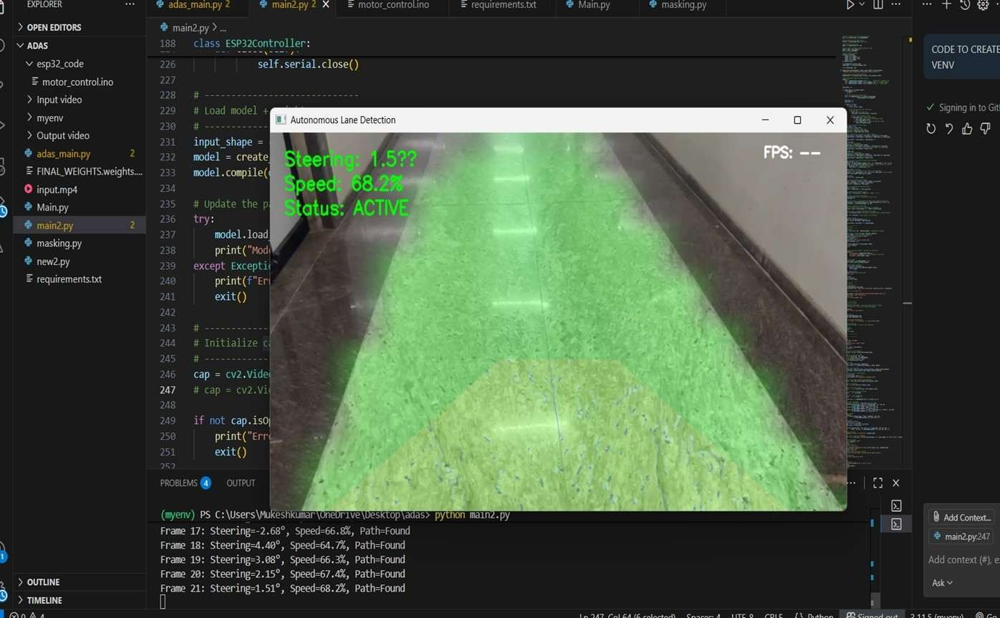 EXPLORER
···
adas_main.py 2
main2.py 2
motor_control.ino
requirements.txt
Main.py
masking.py
OPEN EDITORS
ADAS
esp32_code
motor_control.ino
Input video
myenv
Output video
adas_main.py 2
FINAL_WEIGHTS.weights....
input.mp4
Main.py
main2.py 2
masking.py
new2.py
requirements.txt
OUTLINE
TIMELINE
main2.py > ...
188 class ESP32Controller:
226 self.serial.close()
227
228 # ---------------------------
229 # Load model +
230 # ---
231 input_shape =
232 model = create_
233 model.compile(
234
235 # Update the pa
236 try:
237 model.load
238 print("Mode
239 except Excepti
240 print(f"Err
241 exit()
242
243 # ---
244 # Initialize ca
245 # ---
246 cap = cv2.Vide
247 # cap = cv2.Vi
248
249 if not cap.isOp
250 print("Err
251 exit()
252
Autonomous Lane Detection
Steering: 1.5??
Speed: 68.2%
Status: ACTIVE
FPS: --
PROBLEMS 4
OUTPUT
(myenv) PS C:\Users\Mukeshkumar\OneDrive\Desktop\adas> python main2.py
Frame 17: Steering=-2.68°, Speed=66.8%, Path=Found
Frame 18: Steering=4.40°, Speed=64.7%, Path=Found
Frame 19: Steering=3.08°, Speed=66.3%, Path=Found
Frame 20: Steering=2.15°, Speed=67.4%, Path=Found
Frame 21: Steering=1.51°, Speed=68.2%, Path=Found
CODE TO CREATE
VENV
Signing in to Git
Add Context...
main2.py:247
Add context (#), e
Ask
Ln 247, Col 64 (6 selected)
Spaces: 4
UTF-8
CRLF
{} Python
Signed out
3.11.5 (myenv)
Go